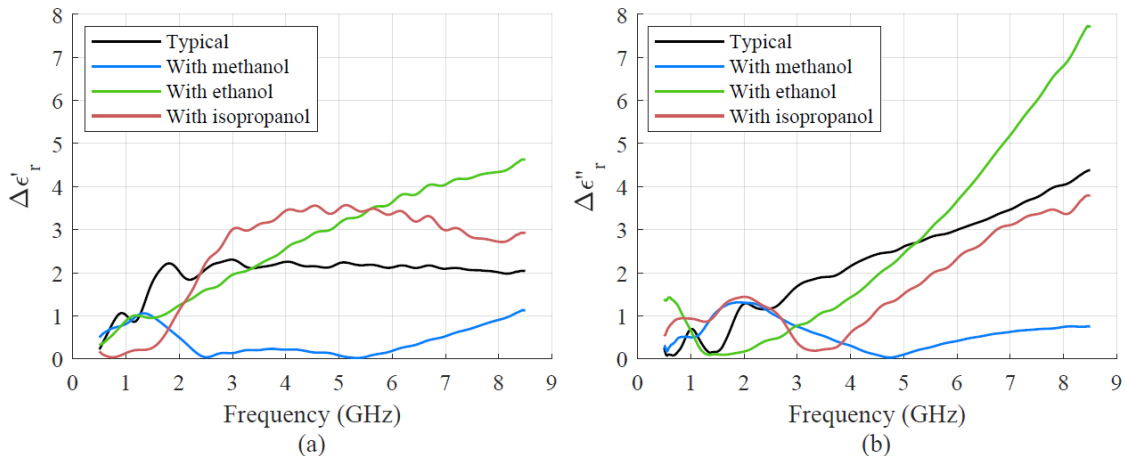 8
7
6
5
4
3
2
1
0
Δϵ'r
Typical
With methanol
With ethanol
With isopropanol
0 1 2 3 4 5 6 7 8 9
Frequency (GHz)
(a)
8
7
6
5
4
3
2
1
0
Δϵ''r
Typical
With methanol
With ethanol
With isopropanol
0 1 2 3 4 5 6 7 8 9
Frequency (GHz)
(b)